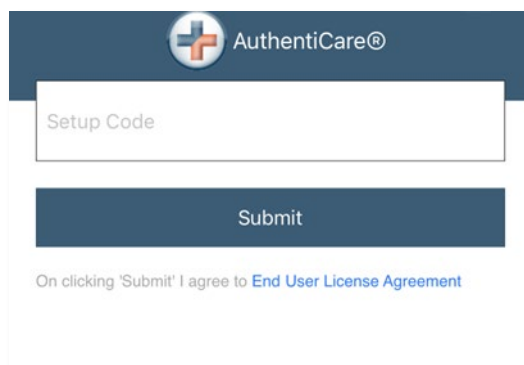 AuthentiCare®
Setup Code
Submit
On clicking 'Submit' I agree to End User License Agreement